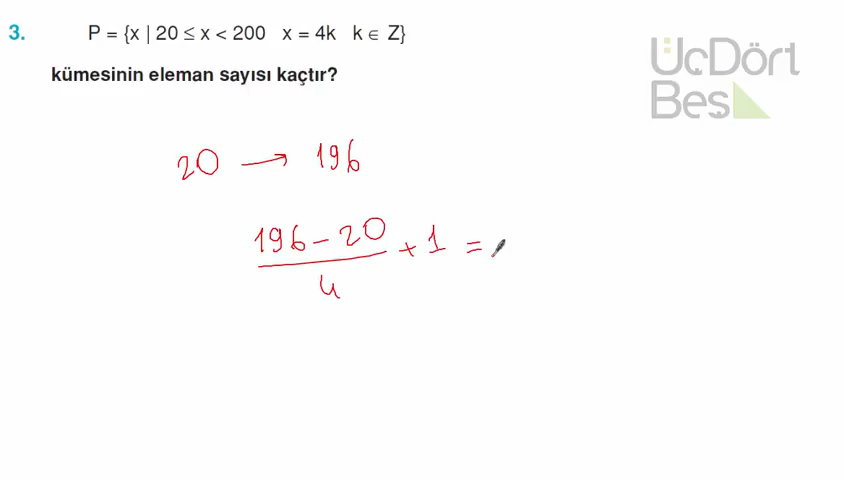 3. P = {x | 20 ≤ x < 200 x = 4k k ∈ Z}
kümesinin eleman sayısı kaçtır?
ÜçDört
Beş
20 → 196
196 - 20 / 4 + 1 =